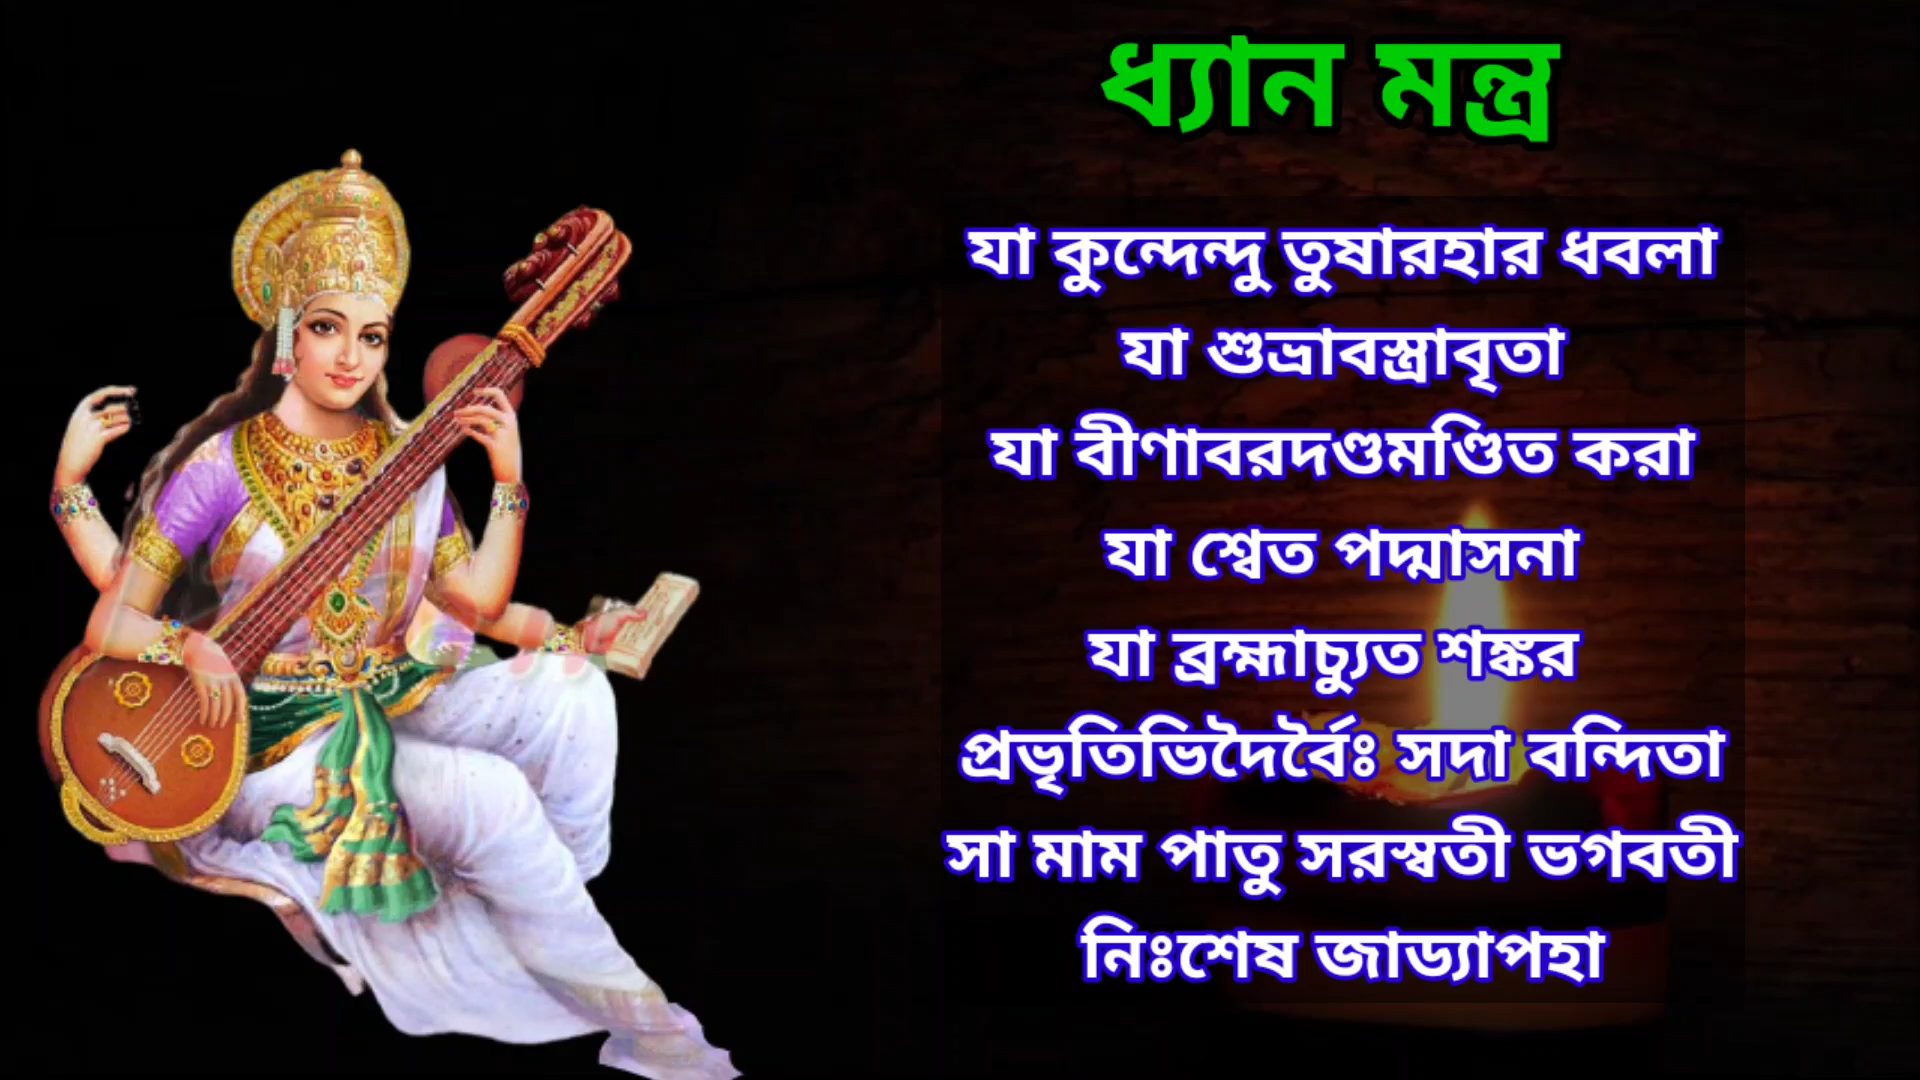 ধ্যান মন্ত্র
যা কুন্দেন্দু তুষারহার ধবলা
যা শুভ্রাবস্ত্রাবৃতা
যা বীণাবরদণ্ডমণ্ডিত করা
যা শ্বেত পদ্মাসনা
যা ব্রহ্মাচ্যুত শঙ্কর
প্রভৃতিভিদৈর্বৈঃ সদা বন্দিতা
সা মাম পাতু সরস্বতী ভগবতী
নিঃশেষ জাড্যাপহা